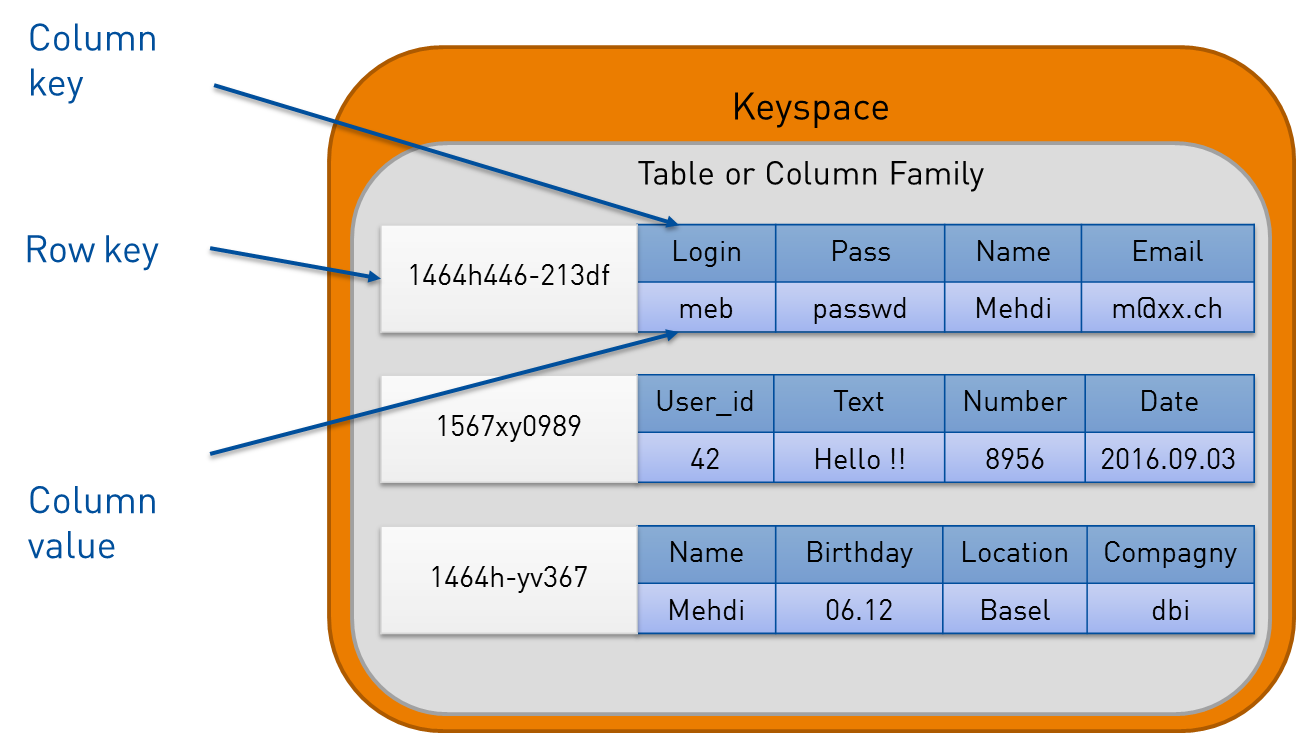 Column
key
Keyspace
Table or Column Family
Row key
1464h446-213df
Login Pass Name Email
meb passwd Mehdi m@xx.ch
1567xy0989
User_id Text Number Date
42 Hello !! 8956 2016.09.03
Column
value
1464h-yv367
Name Birthday Location Compagny
Mehdi 06.12 Basel dbi